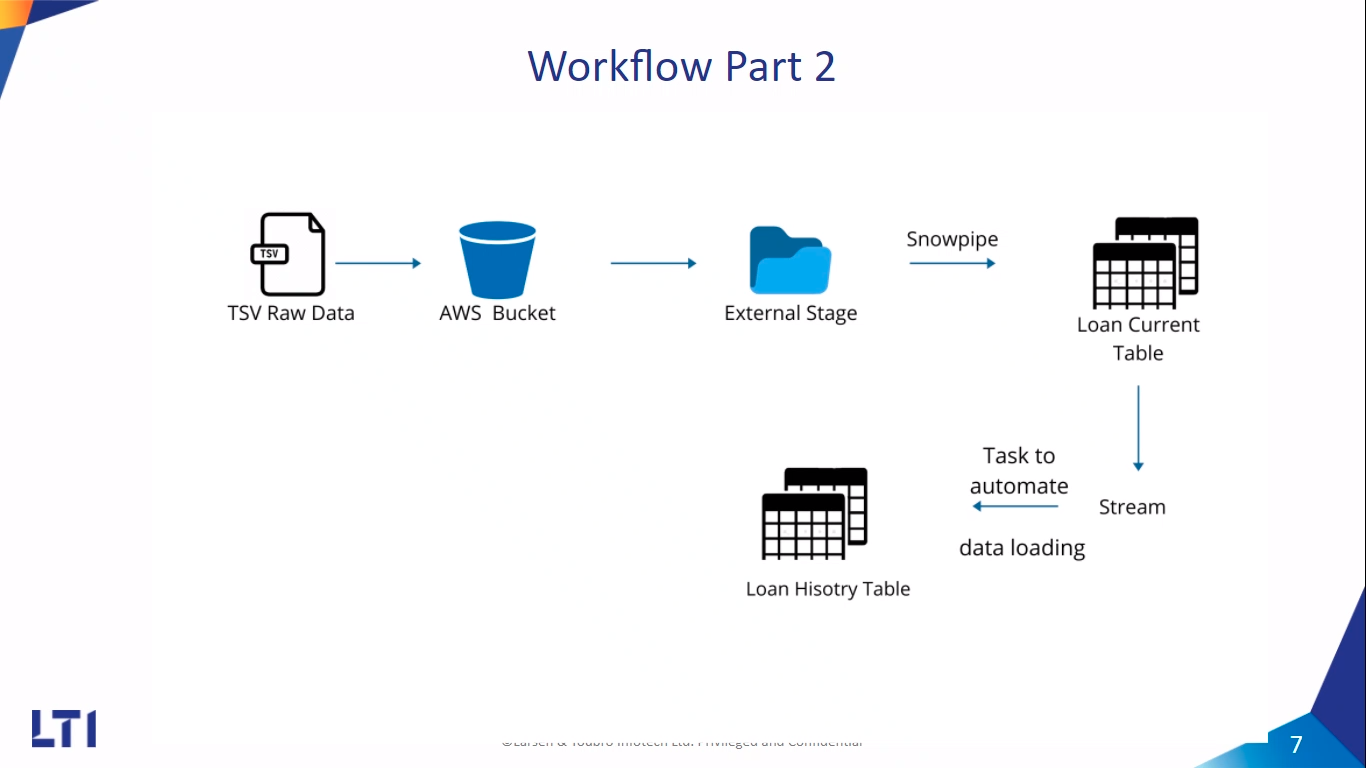 Workflow Part 2
TSV
TSV Raw Data
AWS Bucket
External Stage
Snowpipe
Loan Current
Table
Task to
automate
Stream
data loading
Loan Hisotry Table
LTI
©Larsen & Toubro Infotech Ltd. Privileged and Confidential
7